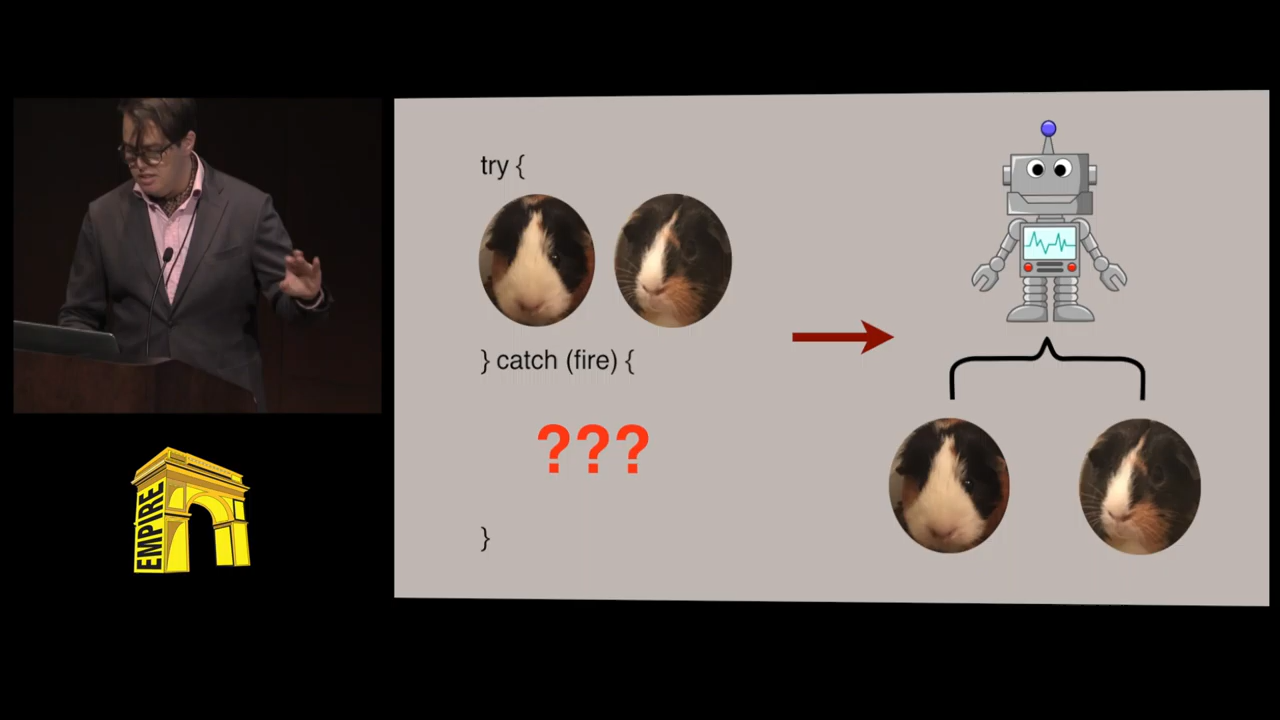 try {
} catch (fire) {
???
}
EMPIRE